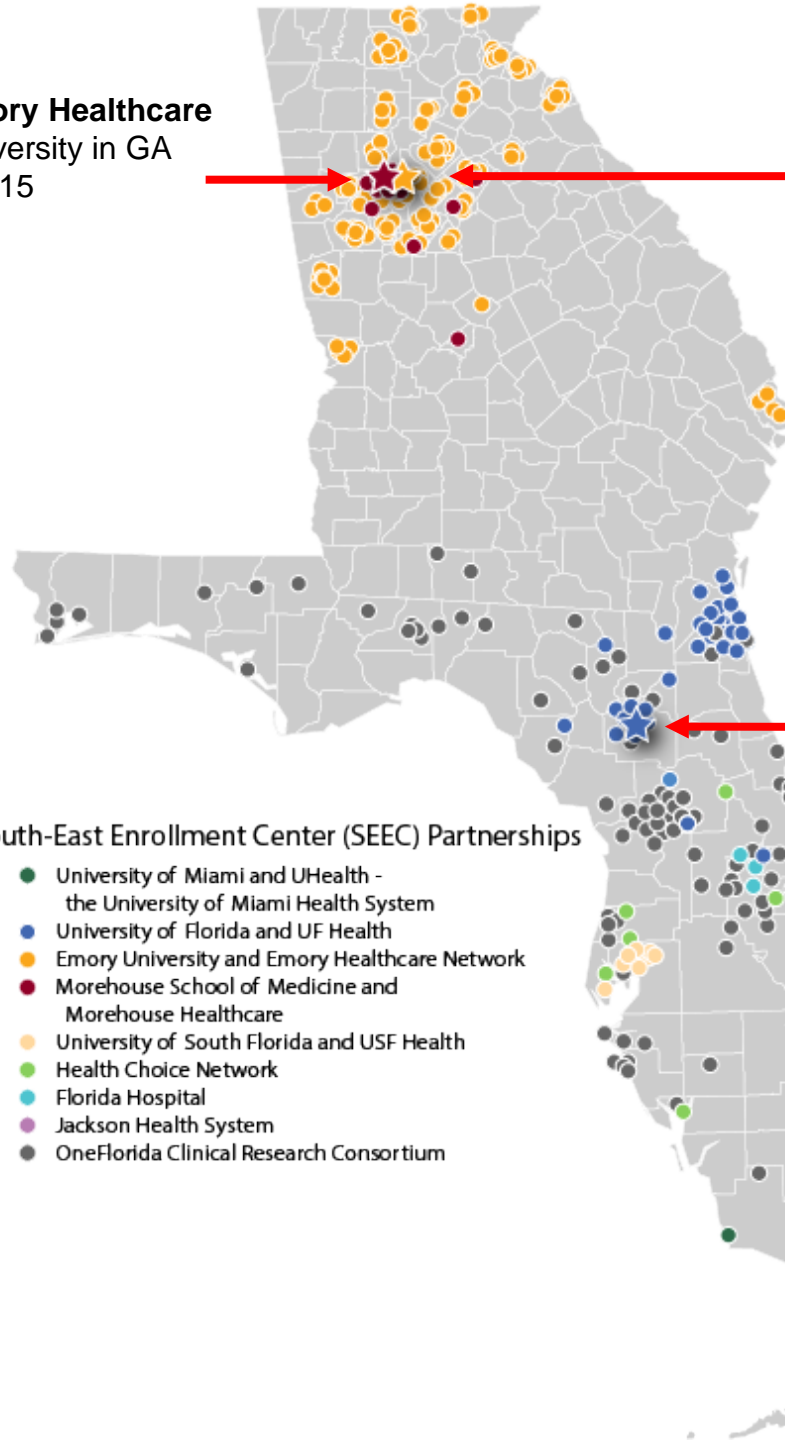 ory Healthcare
versity in GA
15
uth-East Enrollment Center (SEEC) Partnerships
University of Miami and UHealth -
the University of Miami Health System
University of Florida and UF Health
Emory University and Emory Healthcare Network
Morehouse School of Medicine and
Morehouse Healthcare
University of South Florida and USF Health
Health Choice Network
Florida Hospital
Jackson Health System
OneFlorida Clinical Research Consortium